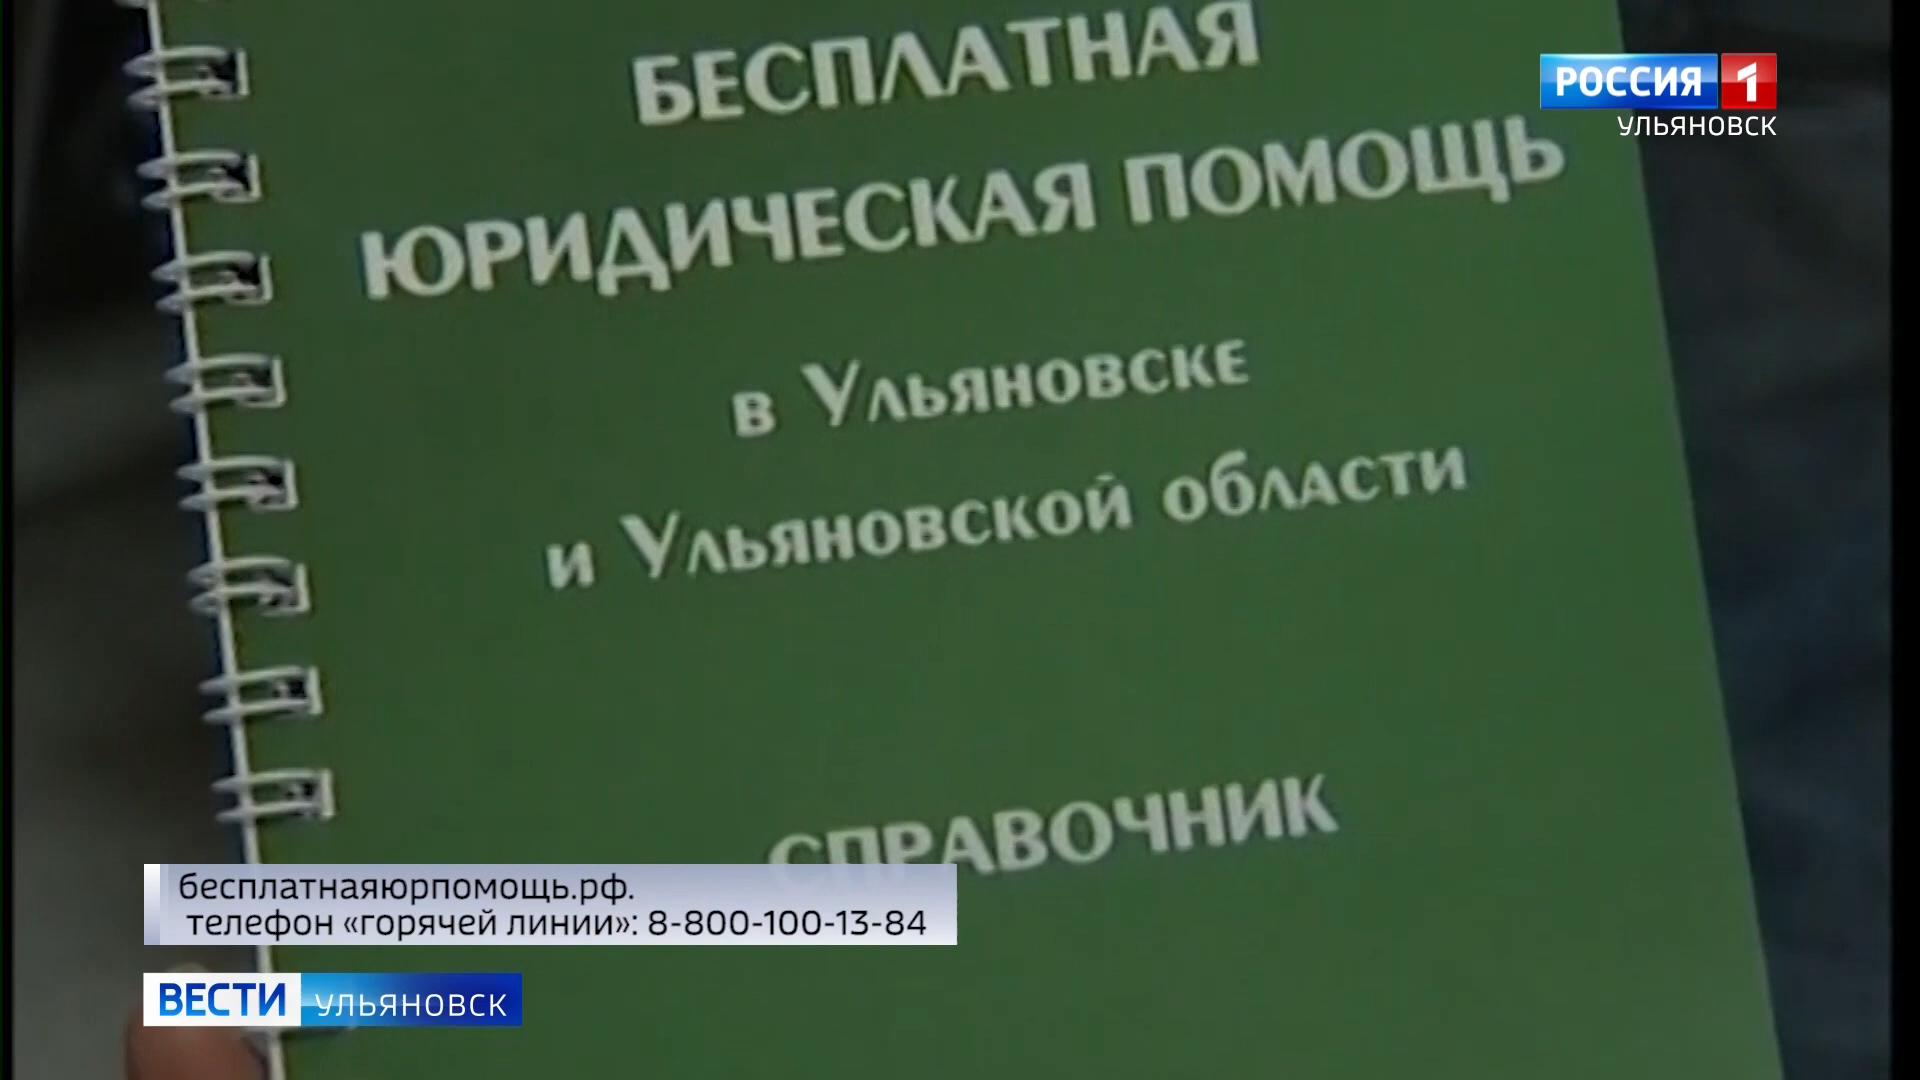 БЕСПЛАТНАЯ
ЮРИДИЧЕСКАЯ ПОМОЩЬ
в Ульяновске
и Ульяновской области
СПРАВОЧНИК
РОССИЯ 1
УЛЬЯНОВСК
бесплатнаяюрпомощь.рф.
телефон «горячей линии»: 8-800-100-13-84
ВЕСТИ УЛЬЯНОВСК